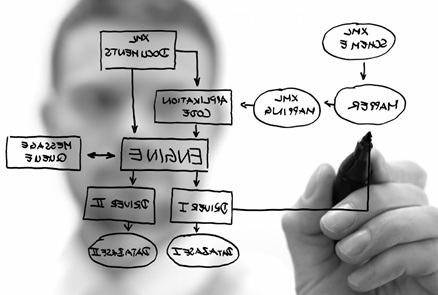 XML
DOCUMENTS
XML
SCHEME
APPLIKATION
CODE
XML
MAPPING
MAPPER
MESSAGE
QUEUE
ENGINE
DRIVER II
DRIVER I
DATABASE II
DATABASE I